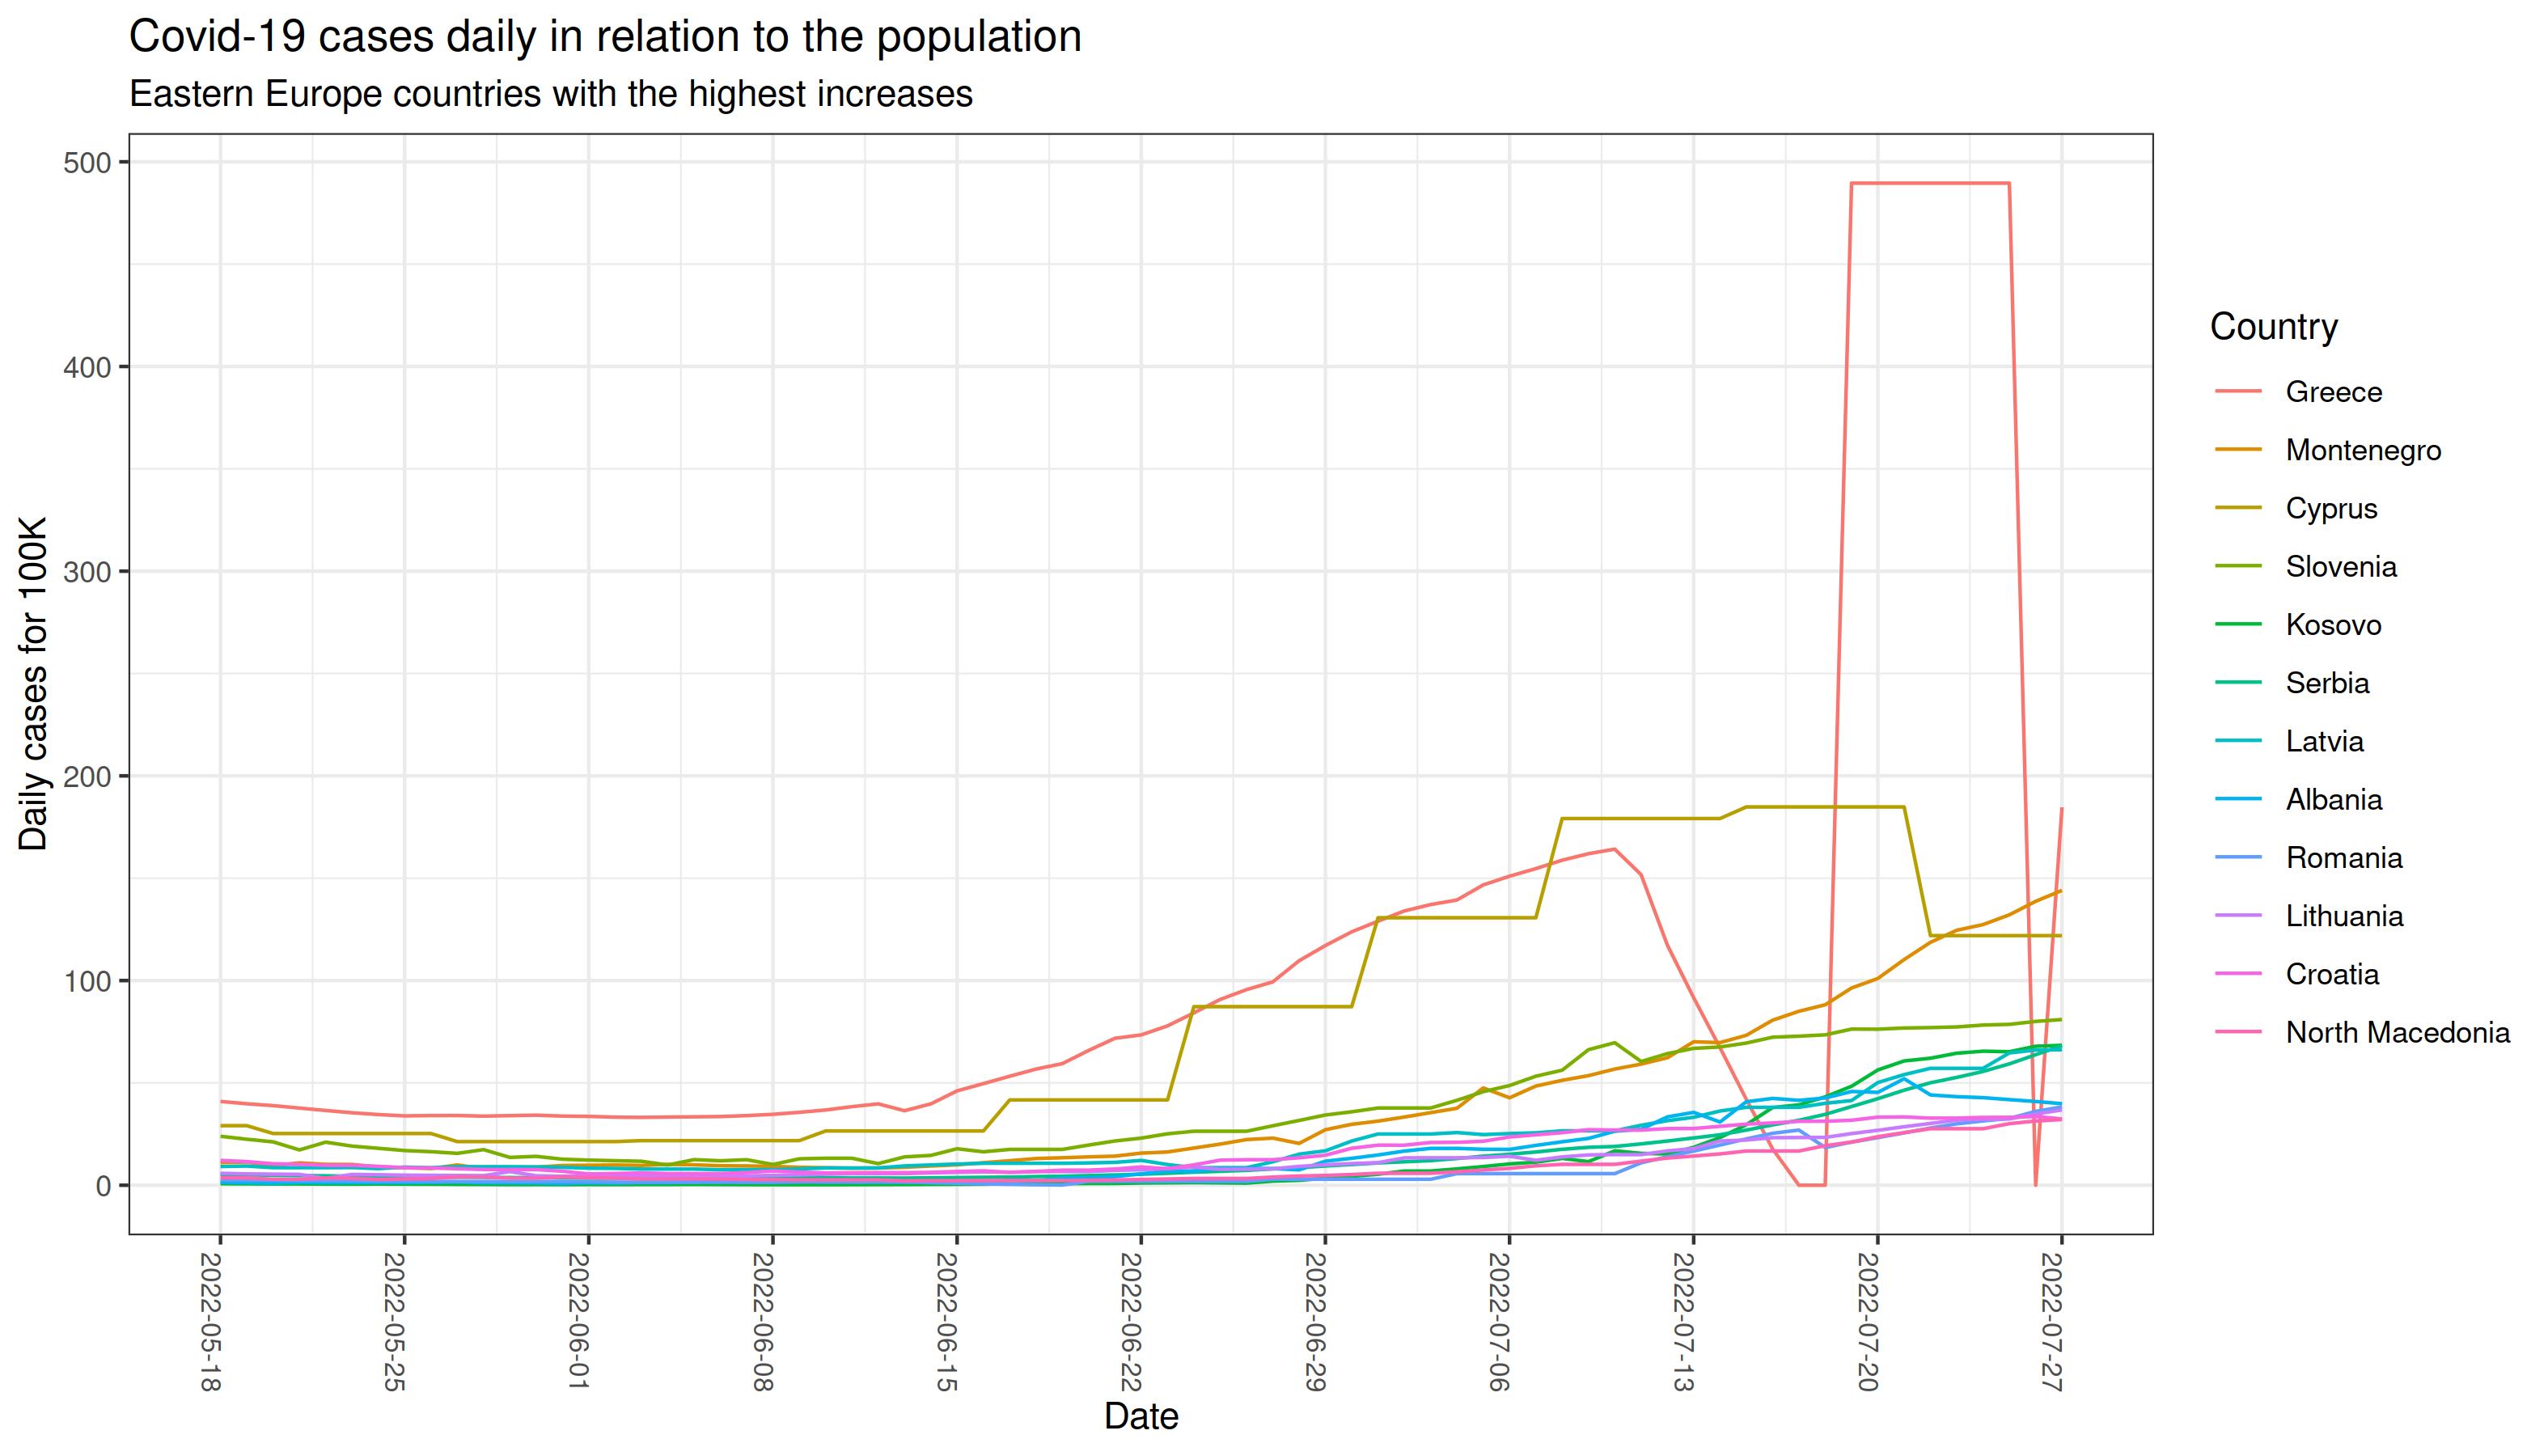 Covid-19 cases daily in relation to the population
Eastern Europe countries with the highest increases
Daily cases for 100K
500
400
300
200
100
0
2022-05-18
2022-05-25
2022-06-01
2022-06-08
2022-06-15
2022-06-22
2022-06-29
2022-07-06
2022-07-13
2022-07-20
2022-07-27
Date
Country
Greece
Montenegro
Cyprus
Slovenia
Kosovo
Serbia
Latvia
Albania
Romania
Lithuania
Croatia
North Macedonia